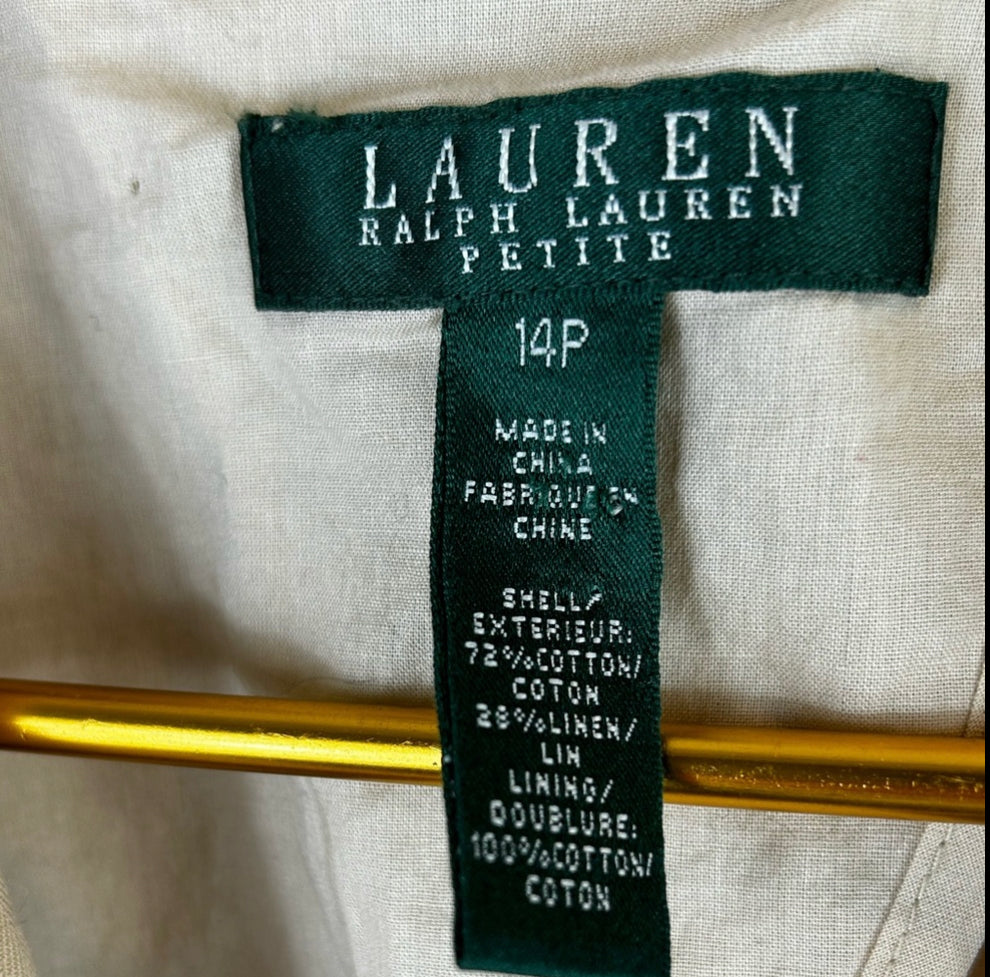 LAUREN
RALPH LAUREN
PETITE
14P
MADE IN
CHINA
FABRIQUE EN
CHINE
SHELL/
EXTERIEUR:
72%COTTON/
COTON
28%LINEN/
LIN
LINING/
DOUBLURE:
100%COTTON/
COTON